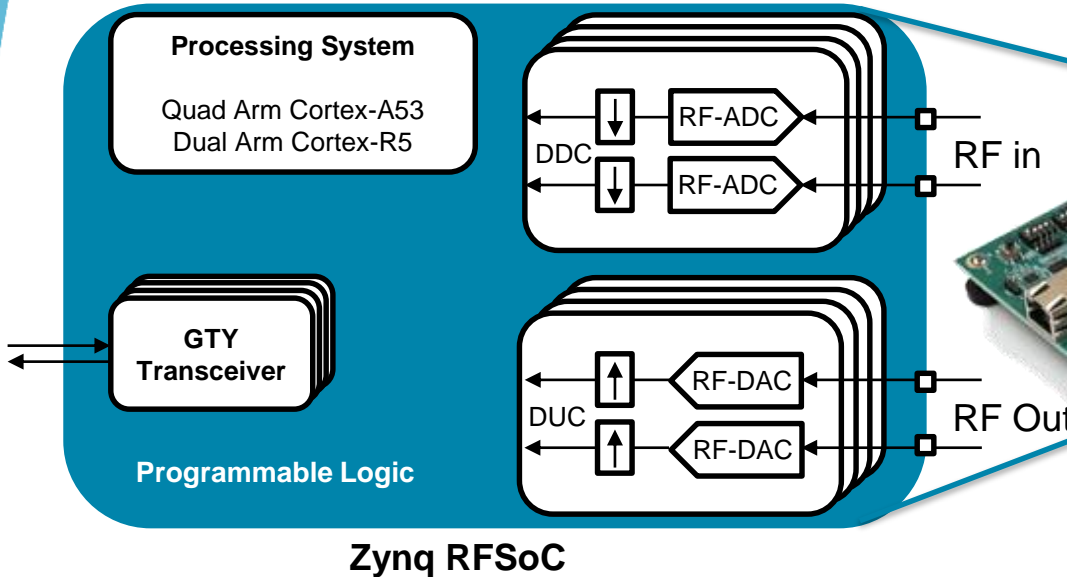 Processing System
Quad Arm Cortex-A53
Dual Arm Cortex-R5
RF-ADC
DDC
RF-ADC
RF in
GTY
Transceiver
RF-DAC
DUC
RF-DAC
RF Out
Programmable Logic
Zynq RFSoC